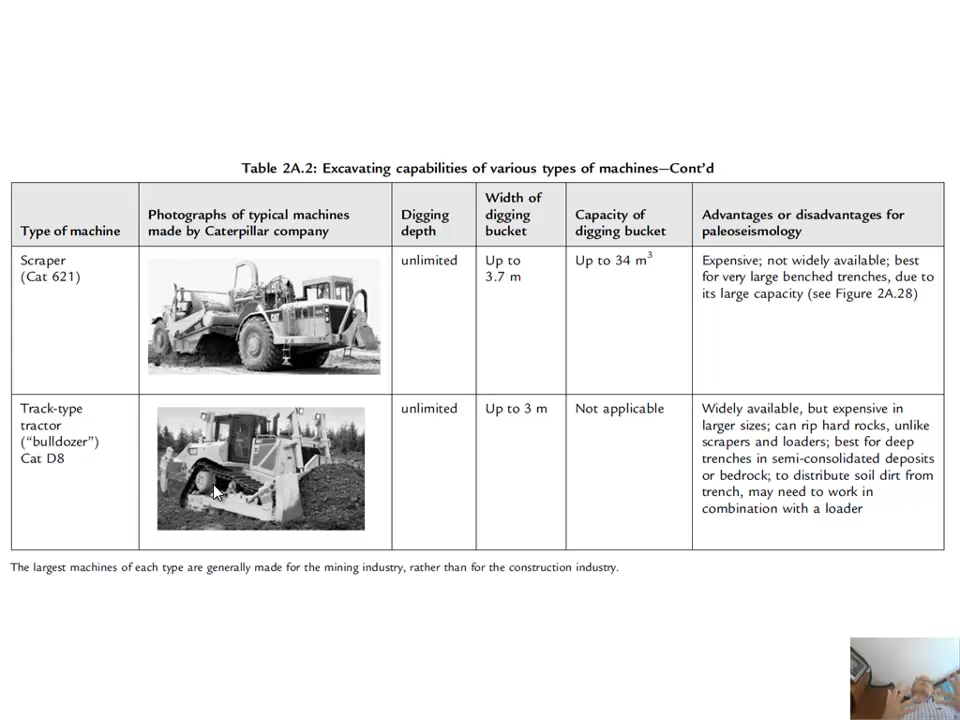 Table 2A.2: Excavating capabilities of various types of machines—Cont'd
Type of machine
Photographs of typical machines
made by Caterpillar company
Digging
depth
Width of
digging
bucket
Capacity of
digging bucket
Advantages or disadvantages for
paleoseismology
Scraper
(Cat 621)
unlimited
Up to
3.7 m
Up to 34 m³
Expensive; not widely available; best
for very large benched trenches, due to
its large capacity (see Figure 2A.28)
Track-type
tractor
("bulldozer")
Cat D8
unlimited
Up to 3 m
Not applicable
Widely available, but expensive in
larger sizes; can rip hard rocks, unlike
scrapers and loaders; best for deep
trenches in semi-consolidated deposits
or bedrock; to distribute soil dirt from
trench, may need to work in
combination with a loader
The largest machines of each type are generally made for the mining industry, rather than for the construction industry.